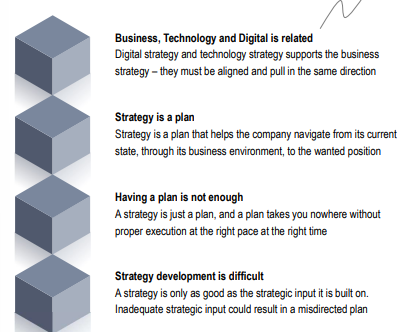 Business, Technology and Digital is related
Digital strategy and technology strategy supports the business
strategy – they must be aligned and pull in the same direction
Strategy is a plan
Strategy is a plan that helps the company navigate from its current
state, through its business environment, to the wanted position
Having a plan is not enough
A strategy is just a plan, and a plan takes you nowhere without
proper execution at the right pace at the right time
Strategy development is difficult
A strategy is only as good as the strategic input it is built on.
Inadequate strategic input could result in a misdirected plan